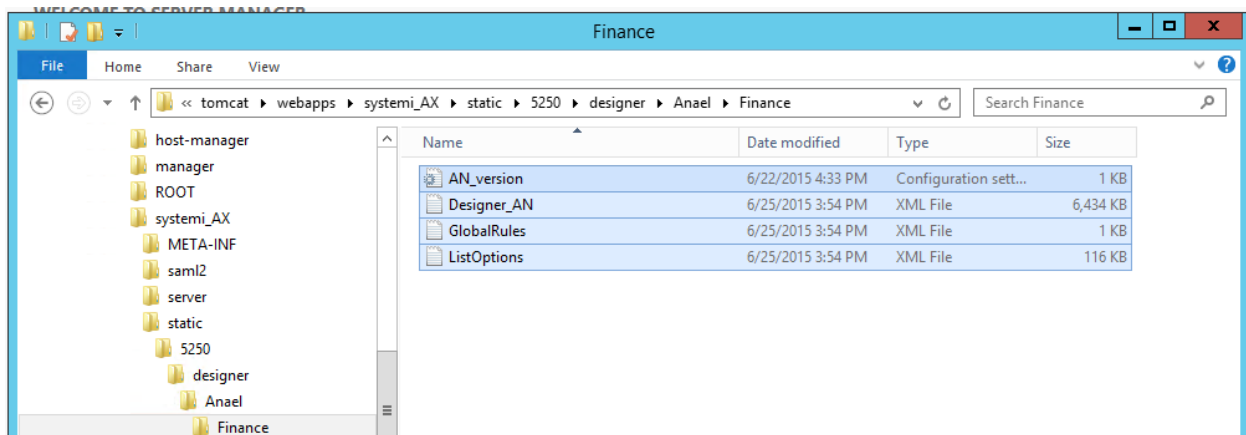 WELCOME TO SERVER MANAGER
Finance
File Home Share View
« tomcat ▸ webapps ▸ systemi_AX ▸ static ▸ 5250 ▸ designer ▸ Anael ▸ Finance
Search Finance
host-manager
manager
ROOT
systemi_AX
META-INF
saml2
server
static
5250
designer
Anael
Finance
Name Date modified Type Size
AN_version 6/22/2015 4:33 PM Configuration sett... 1 KB
Designer_AN 6/25/2015 3:54 PM XML File 6,434 KB
GlobalRules 6/25/2015 3:54 PM XML File 1 KB
ListOptions 6/25/2015 3:54 PM XML File 116 KB